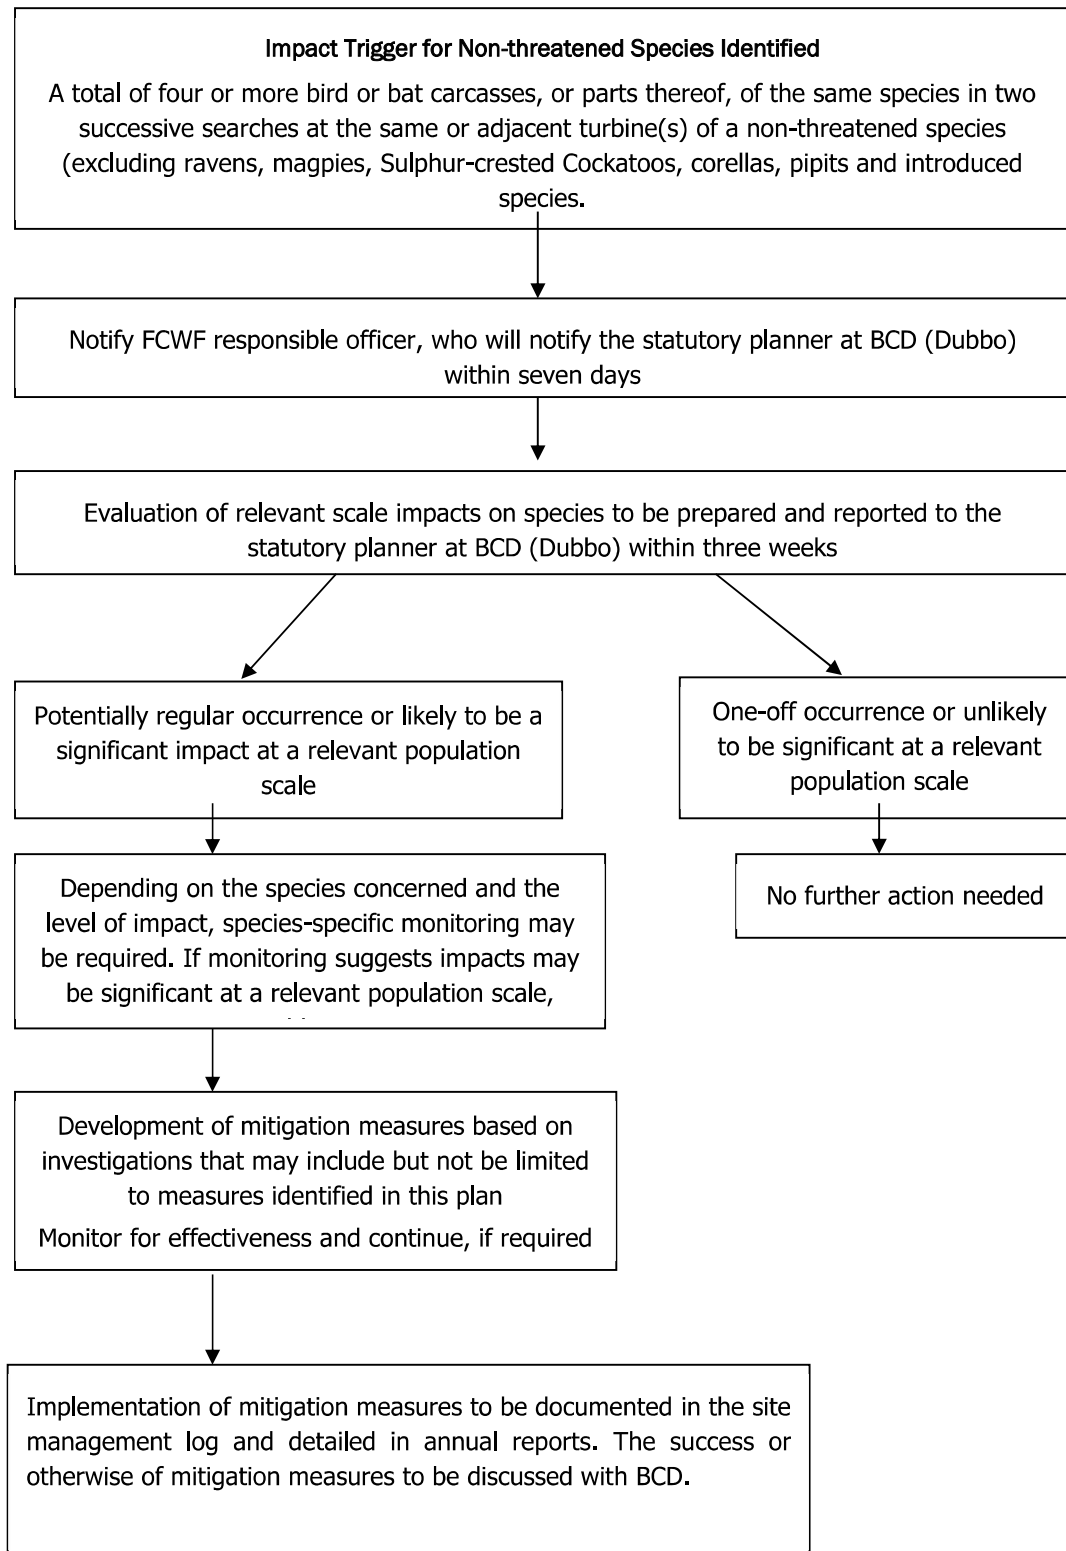 Impact Trigger for Non-threatened Species Identified
A total of four or more bird or bat carcasses, or parts thereof, of the same species in two
successive searches at the same or adjacent turbine(s) of a non-threatened species
(excluding ravens, magpies, Sulphur-crested Cockatoos, corellas, pipits and introduced
species.
Notify FCWF responsible officer, who will notify the statutory planner at BCD (Dubbo)
within seven days
Evaluation of relevant scale impacts on species to be prepared and reported to the
statutory planner at BCD (Dubbo) within three weeks
Potentially regular occurrence or likely to be a
significant impact at a relevant population
scale
One-off occurrence or unlikely
to be significant at a relevant
population scale
Depending on the species concerned and the
level of impact, species-specific monitoring may
be required. If monitoring suggests impacts may
be significant at a relevant population scale,
No further action needed
Development of mitigation measures based on
investigations that may include but not be limited
to measures identified in this plan
Monitor for effectiveness and continue, if required
Implementation of mitigation measures to be documented in the site
management log and detailed in annual reports. The success or
otherwise of mitigation measures to be discussed with BCD.